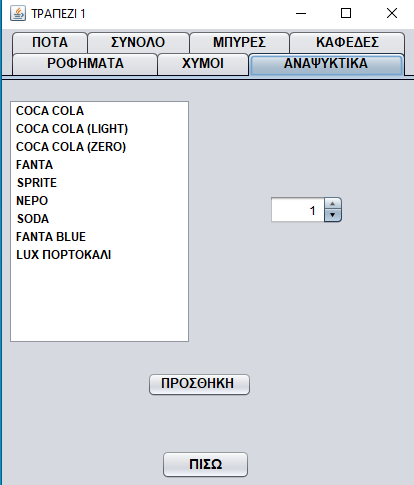 ΤΡΑΠΕΖΙ 1
ΠΟΤΑ ΣΥΝΟΛΟ ΜΠΥΡΕΣ ΚΑΦΕΔΕΣ
ΡΟΦΗΜΑΤΑ ΧΥΜΟΙ ΑΝΑΨΥΚΤΙΚΑ
COCA COLA
COCA COLA (LIGHT)
COCA COLA (ZERO)
FANTA
SPRITE
ΝΕΡΟ
SODA
FANTA BLUE
LUX ΠΟΡΤΟΚΑΛΙ
1
ΠΡΟΣΘΗΚΗ
ΠΙΣΩ